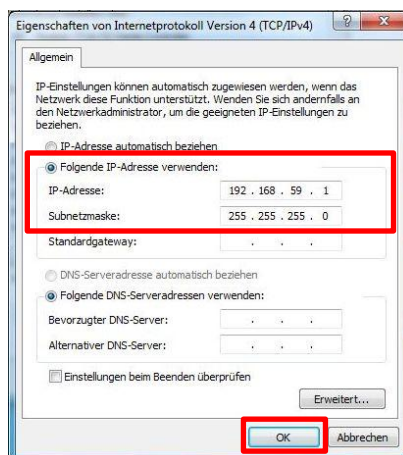 Eigenschaften von Internetprotokoll Version 4 (TCP/IPv4)
Allgemein
IP-Einstellungen können automatisch zugewiesen werden, wenn das
Netzwerk diese Funktion unterstützt. Wenden Sie sich andernfalls an
den Netzwerkadministrator, um die geeigneten IP-Einstellungen zu
beziehen.
IP-Adresse automatisch beziehen
Folgende IP-Adresse verwenden:
IP-Adresse: 192 . 168 . 59 . 1
Subnetzmaske: 255 . 255 . 255 . 0
Standardgateway: . . .
DNS-Serveradresse automatisch beziehen
Folgende DNS-Serveradressen verwenden:
Bevorzugter DNS-Server: . . .
Alternativer DNS-Server: . . .
Einstellungen beim Beenden überprüfen
Erweitert...
OK Abbrechen